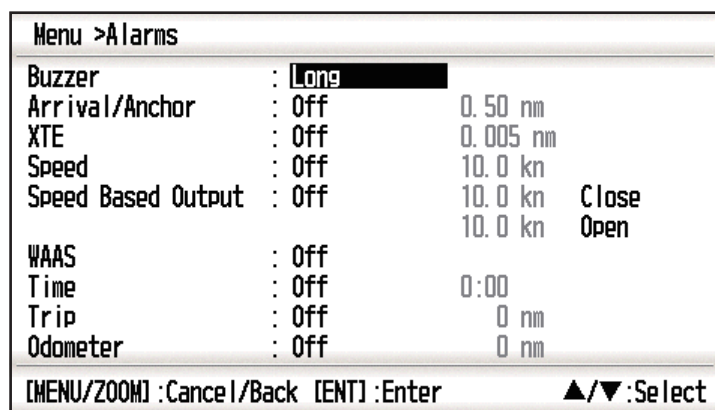 Menu >Alarms
Buzzer : Long
Arrival/Anchor : Off 0.50 nm
XTE : Off 0.005 nm
Speed : Off 10.0 kn
Speed Based Output : Off 10.0 kn Close
10.0 kn Open
WAAS : Off
Time : Off 0:00
Trip : Off 0 nm
Odometer : Off 0 nm
[MENU/ZOOM]:Cancel/Back [ENT]:Enter ▲/▼:Select